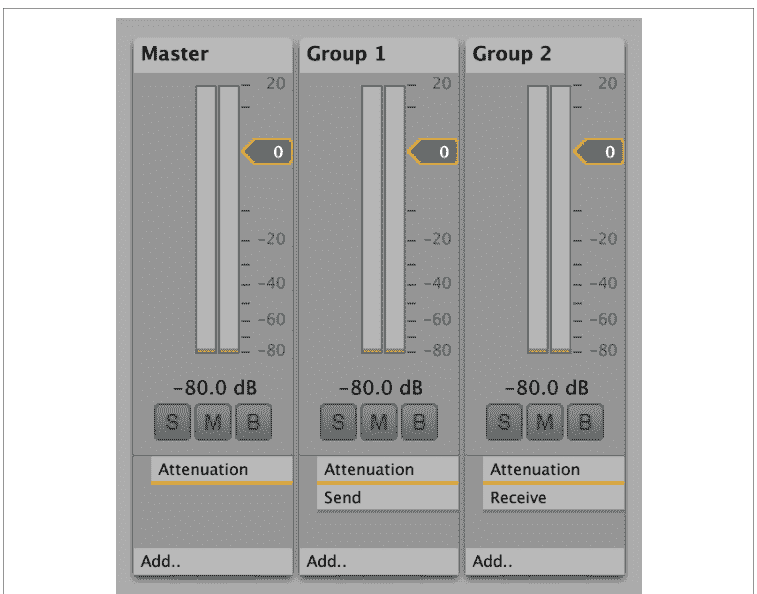 Master
20
0
-20
-40
-60
-80
-80.0 dB
S M B
Attenuation
Add..
Group 1
20
0
-20
-40
-60
-80
-80.0 dB
S M B
Attenuation
Send
Add..
Group 2
20
0
-20
-40
-60
-80
-80.0 dB
S M B
Attenuation
Receive
Add..